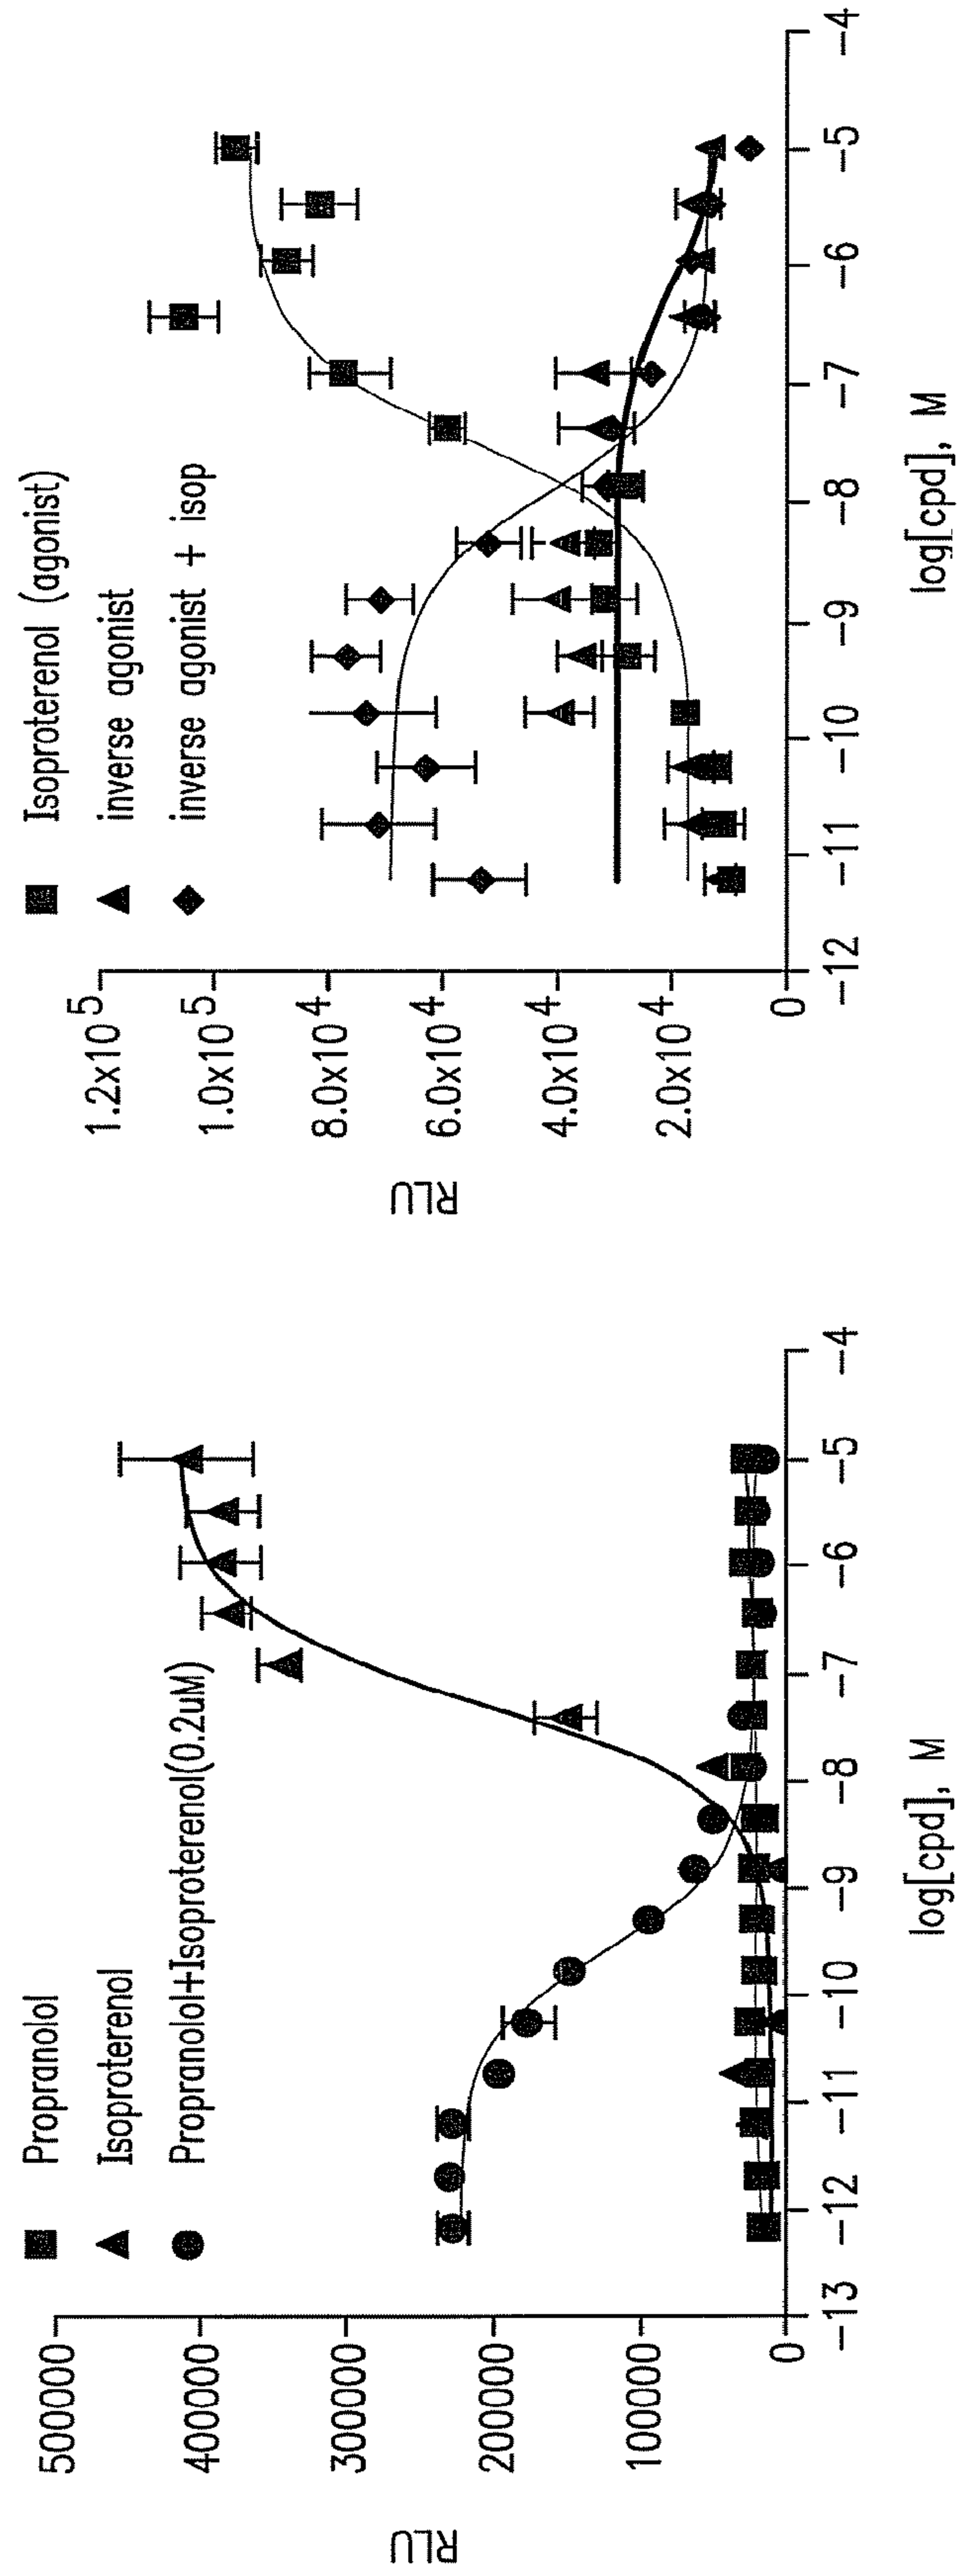 Propranolol
Isoproterenol
Propranolol+Isoproterenol(0.2uM)
500000
400000
300000
200000
100000
0
RLU
−13
−12
−11
−10
−9
−8
−7
−6
−5
−4
log[cpd], M
Isoproterenol (agonist)
inverse agonist
inverse agonist + isop
1.2x10 5
1.0x10 5
8.0x10 4
6.0x10 4
4.0x10 4
2.0x10 4
0
RLU
−12
−11
−10
−9
−8
−7
−6
−5
−4
log[cpd], M